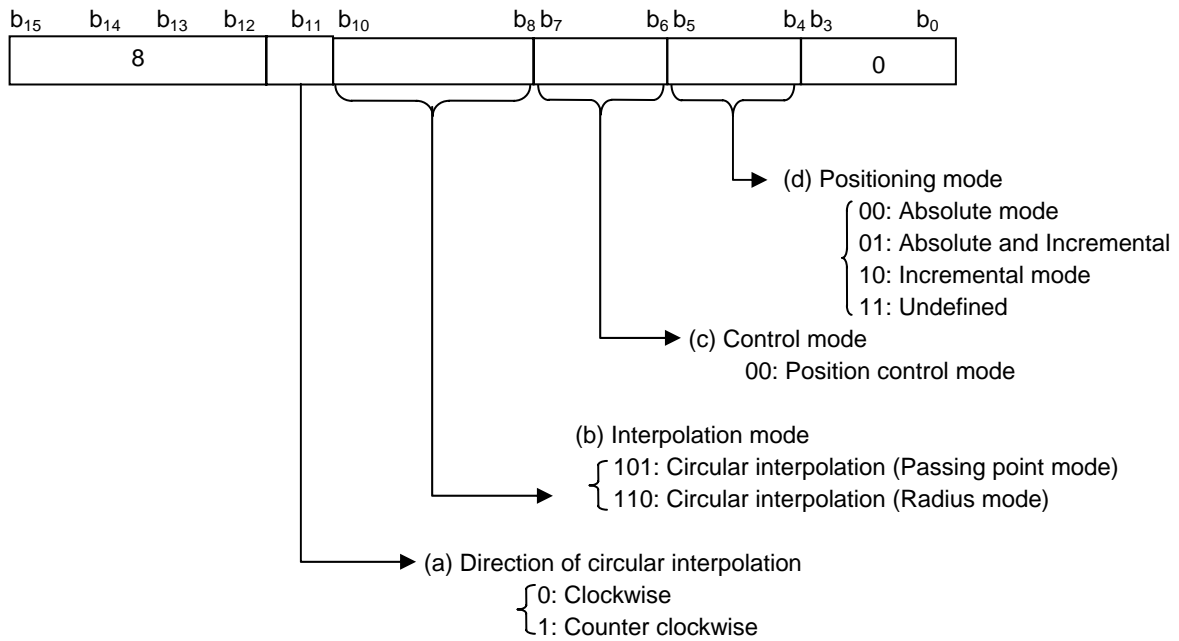 b15 b14 b13 b12 b11 b10 b8 b7 b6 b5 b4 b3 b0
8 0
(d) Positioning mode
00: Absolute mode
01: Absolute and Incremental
10: Incremental mode
11: Undefined
(c) Control mode
00: Position control mode
(b) Interpolation mode
101: Circular interpolation (Passing point mode)
110: Circular interpolation (Radius mode)
(a) Direction of circular interpolation
0: Clockwise
1: Counter clockwise